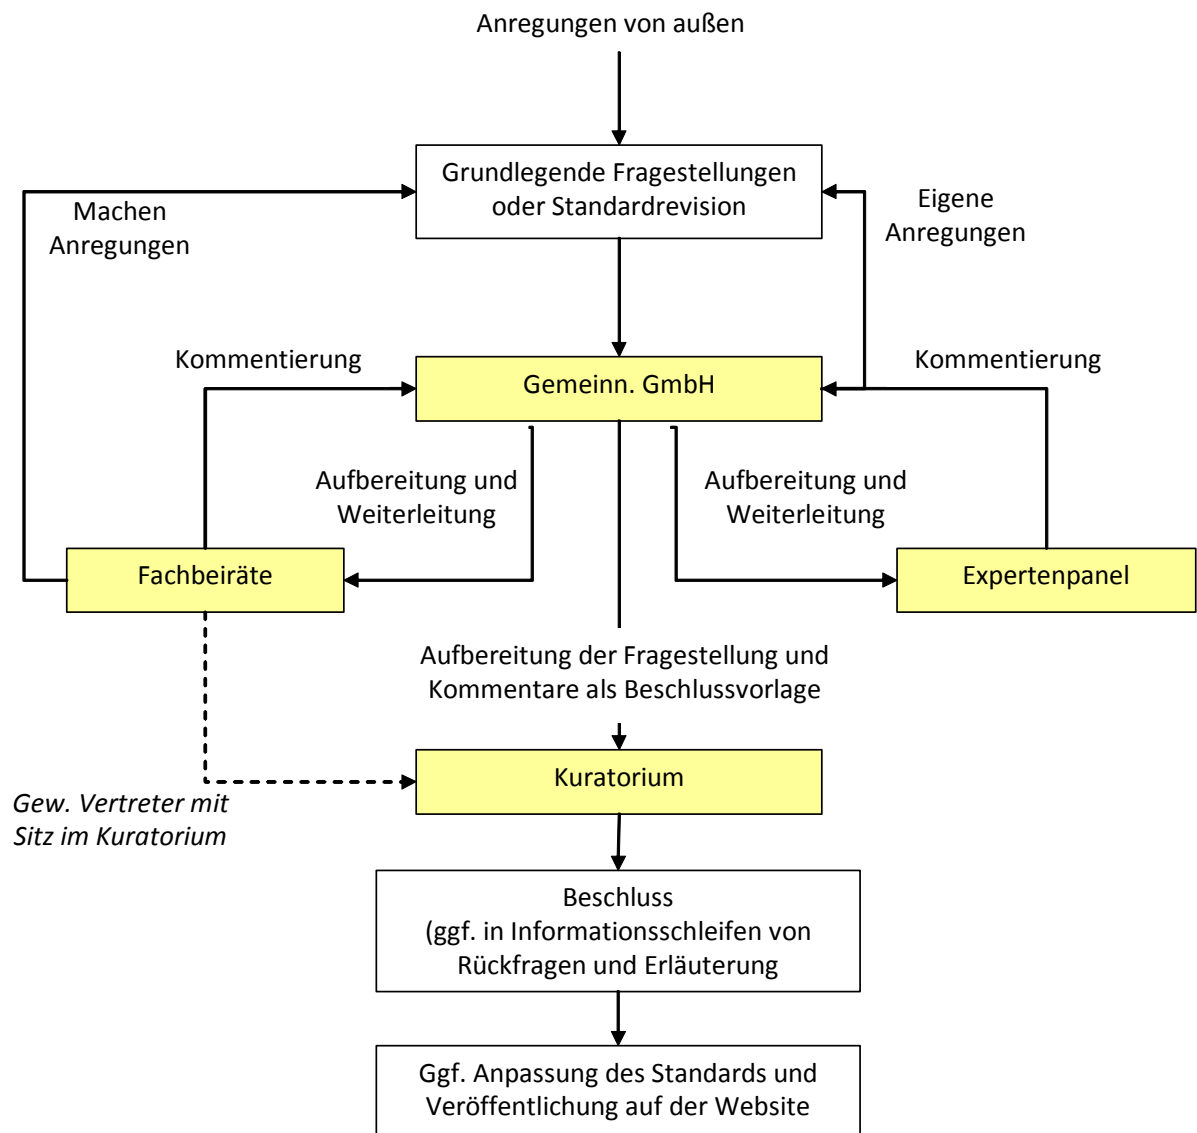 Anregungen von außen
Grundlegende Fragestellungen
oder Standardrevision
Machen
Anregungen
Eigene
Anregungen
Kommentierung
Gemeinn. GmbH
Kommentierung
Aufbereitung und
Weiterleitung
Aufbereitung und
Weiterleitung
Fachbeiräte
Expertenpanel
Aufbereitung der Fragestellung und
Kommentare als Beschlussvorlage
Kuratorium
Gew. Vertreter mit
Sitz im Kuratorium
Beschluss
(ggf. in Informationsschleifen von
Rückfragen und Erläuterung
Ggf. Anpassung des Standards und
Veröffentlichung auf der Website